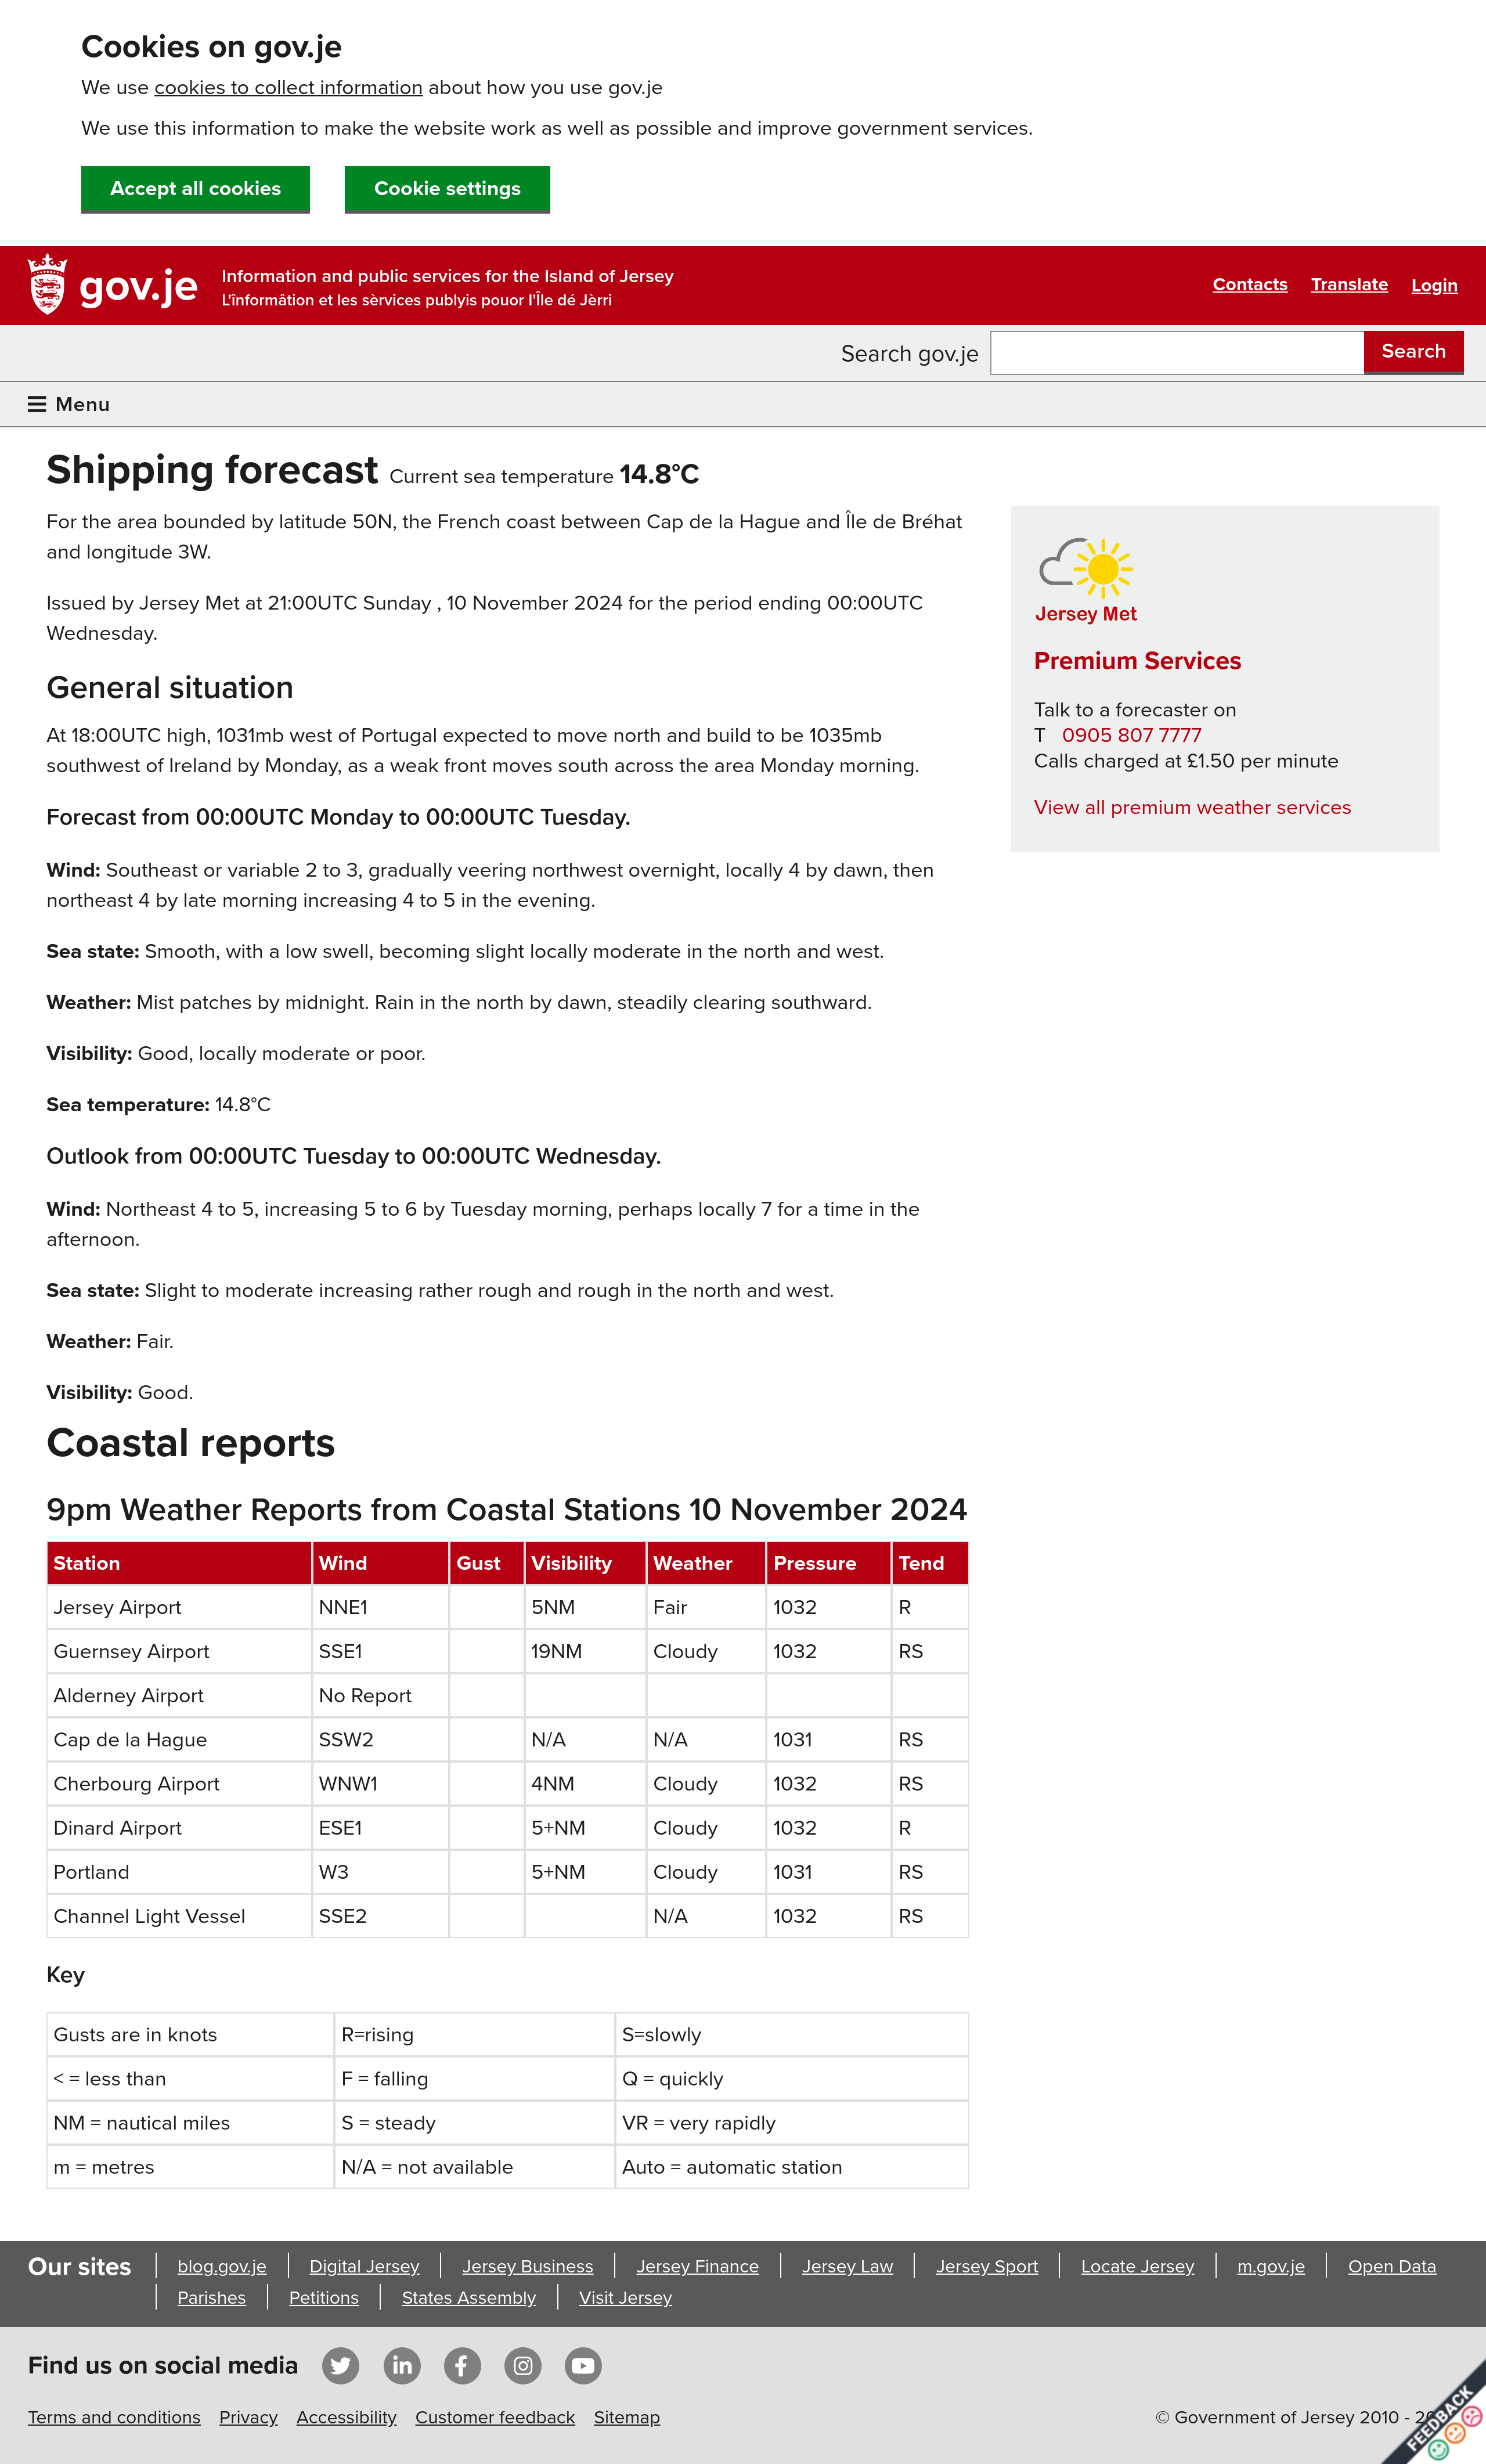 Cookies on gov.je
We use cookies to collect information about how you use gov.je
We use this information to make the website work as well as possible and improve government services.
Accept all cookies Cookie settings
gov.je Information and public services for the Island of Jersey
L'înformâtion et les sèrvices publyis pouor I'Île dé Jèrri
Contacts Translate Login
Search gov.je Search
Menu
Shipping forecast Current sea temperature 14.8°C
For the area bounded by latitude 50N, the French coast between Cap de la Hague and Île de Bréhat
and longitude 3W.
Issued by Jersey Met at 21:00UTC Sunday , 10 November 2024 for the period ending 00:00UTC
Wednesday.
General situation
At 18:00UTC high, 1031mb west of Portugal expected to move north and build to be 1035mb
southwest of Ireland by Monday, as a weak front moves south across the area Monday morning.
Forecast from 00:00UTC Monday to 00:00UTC Tuesday.
Wind: Southeast or variable 2 to 3, gradually veering northwest overnight, locally 4 by dawn, then
northeast 4 by late morning increasing 4 to 5 in the evening.
Sea state: Smooth, with a low swell, becoming slight locally moderate in the north and west.
Weather: Mist patches by midnight. Rain in the north by dawn, steadily clearing southward.
Visibility: Good, locally moderate or poor.
Sea temperature: 14.8°C
Outlook from 00:00UTC Tuesday to 00:00UTC Wednesday.
Wind: Northeast 4 to 5, increasing 5 to 6 by Tuesday morning, perhaps locally 7 for a time in the
afternoon.
Sea state: Slight to moderate increasing rather rough and rough in the north and west.
Weather: Fair.
Visibility: Good.
Jersey Met
Premium Services
Talk to a forecaster on
T 0905 807 7777
Calls charged at £1.50 per minute
View all premium weather services
Coastal reports
9pm Weather Reports from Coastal Stations 10 November 2024
Station Wind Gust Visibility Weather Pressure Tend
Jersey Airport NNE1 5NM Fair 1032 R
Guernsey Airport SSE1 19NM Cloudy 1032 RS
Alderney Airport No Report
Cap de la Hague SSW2 N/A N/A 1031 RS
Cherbourg Airport WNW1 4NM Cloudy 1032 RS
Dinard Airport ESE1 5+NM Cloudy 1032 R
Portland W3 5+NM Cloudy 1031 RS
Channel Light Vessel SSE2 N/A 1032 RS
Key
Gusts are in knots R=rising S=slowly
< = less than F = falling Q = quickly
NM = nautical miles S = steady VR = very rapidly
m = metres N/A = not available Auto = automatic station
Our sites blog.gov.je Digital Jersey Jersey Business Jersey Finance Jersey Law Jersey Sport Locate Jersey m.gov.je Open Data
Parishes Petitions States Assembly Visit Jersey
Find us on social media
Terms and conditions Privacy Accessibility Customer feedback Sitemap
© Government of Jersey 2010 -
FEEDBACK